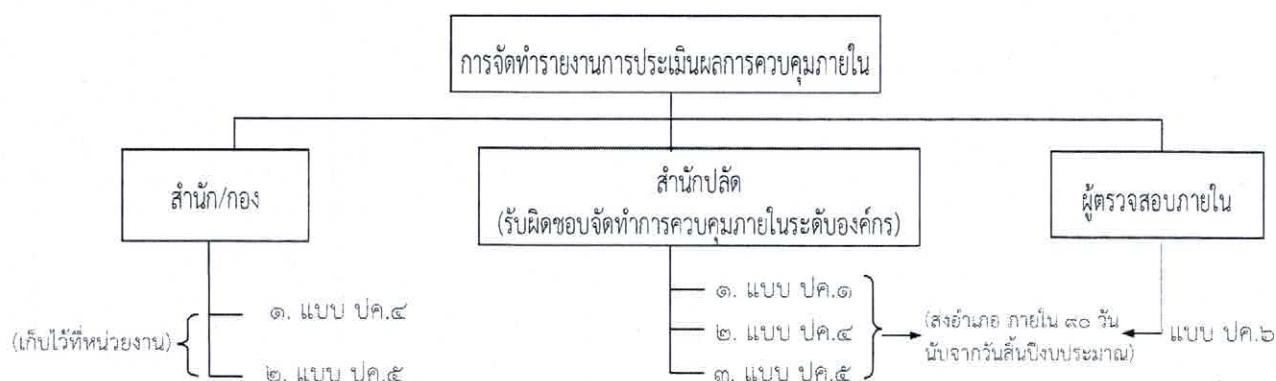 การจัดทำรายงานการประเมินผลการควบคุมภายใน
สำนัก/กอง
สำนักปลัด
(รับผิดชอบจัดทำการควบคุมภายในระดับองค์กร)
ผู้ตรวจสอบภายใน
(เก็บไว้ที่หน่วยงาน)
๑. แบบ ปค.๔
๒. แบบ ปค.๕
๑. แบบ ปค.๑
๒. แบบ ปค.๔
๓. แบบ ปค.๕
(ส่งอำเภอ ภายใน ๙๐ วัน
นับจากวันสิ้นปีงบประมาณ)
แบบ ปค.๖